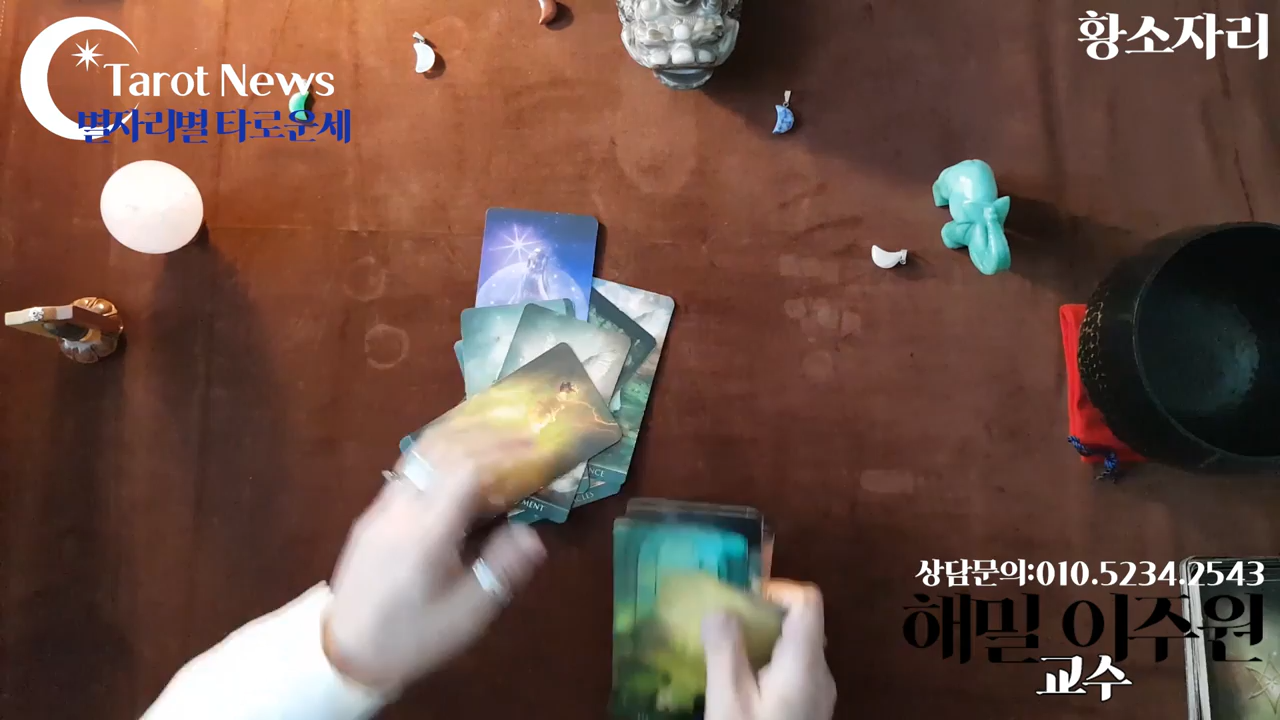 황소자리
Tarot News
별자리별 타로운세
상담문의:010.5234.2543
해밀 이주원
교수